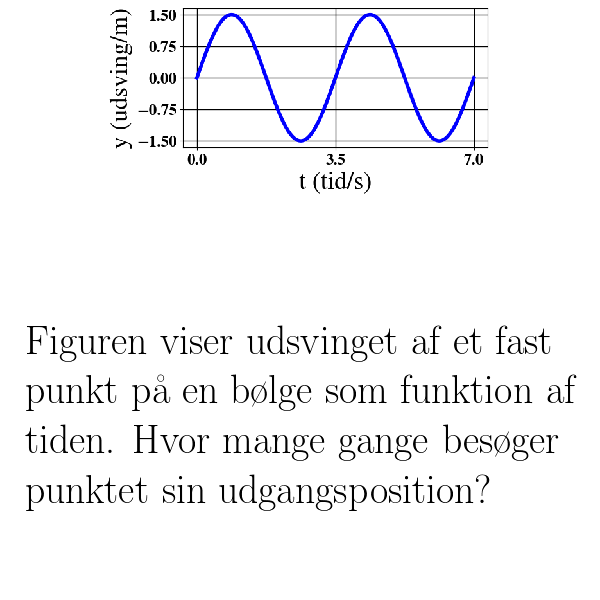 1.50
0.75
0.00
−0.75
−1.50
y (udsving/m)
0.0 3.5 7.0
t (tid/s)
Figuren viser udsvinget af et fast
punkt på en bølge som funktion af
tiden. Hvor mange gange besøger
punktet sin udgangsposition?